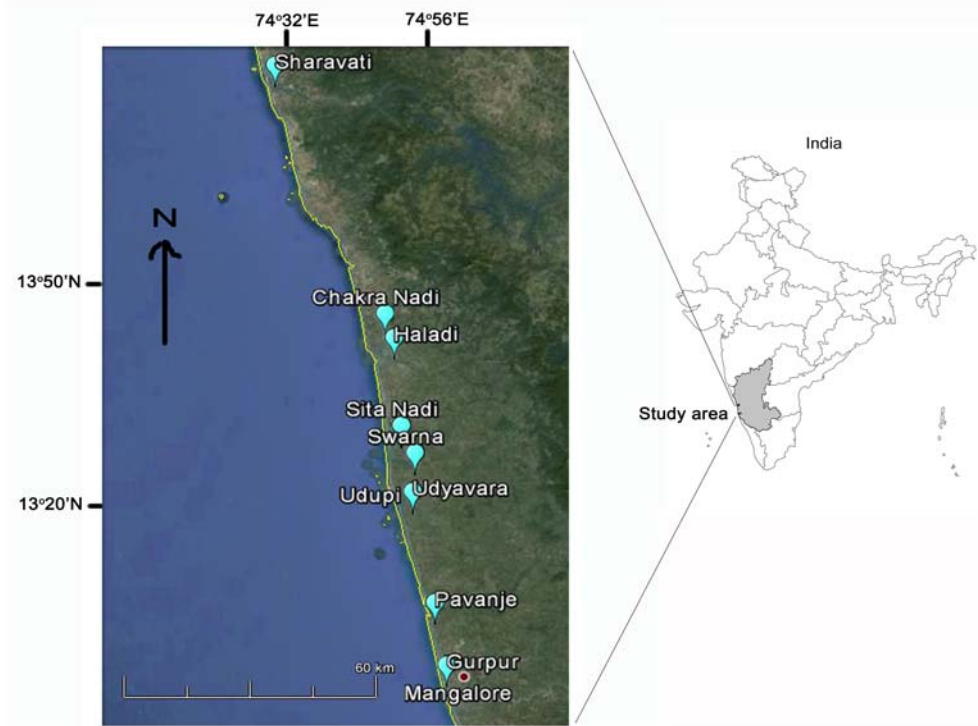 74°32'E
74°56'E
Sharavati
India
N
13°50'N
Chakra Nadi
Haladi
Study area
Sita Nadi
Swarna
Udupi
Udyavara
13°20'N
Pavanje
60 km
Gurpur
Mangalore